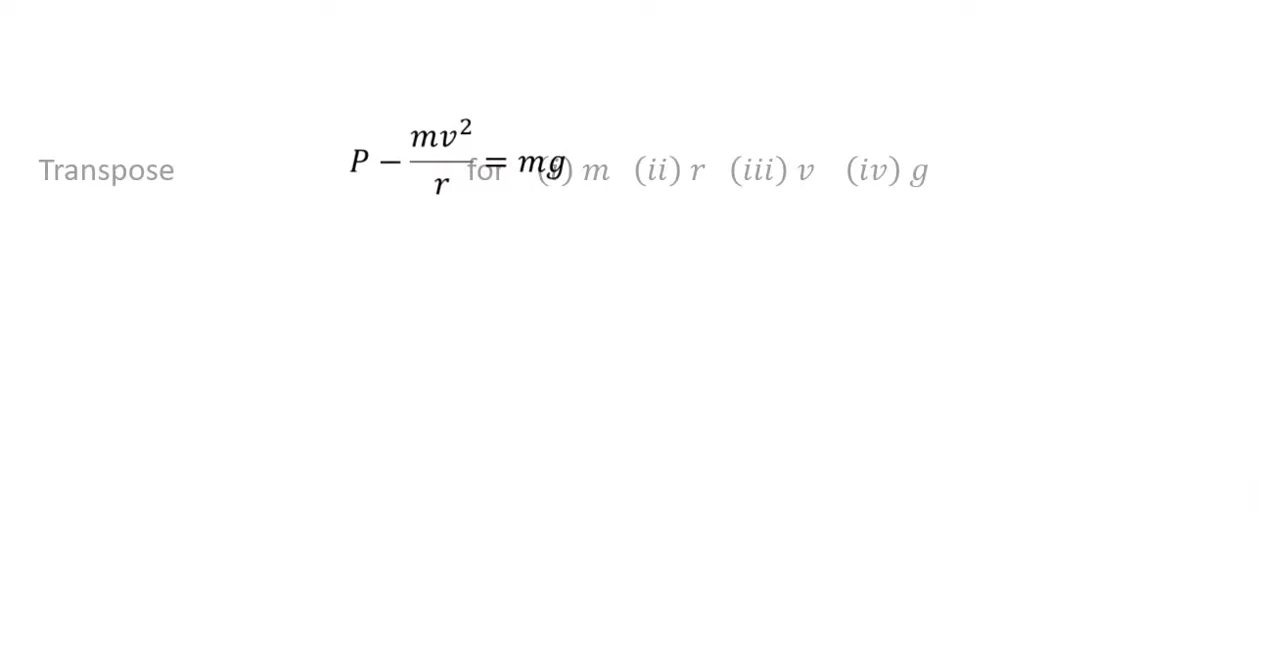 Transpose P − mv²/r = mg for (i) m (ii) r (iii) v (iv) g